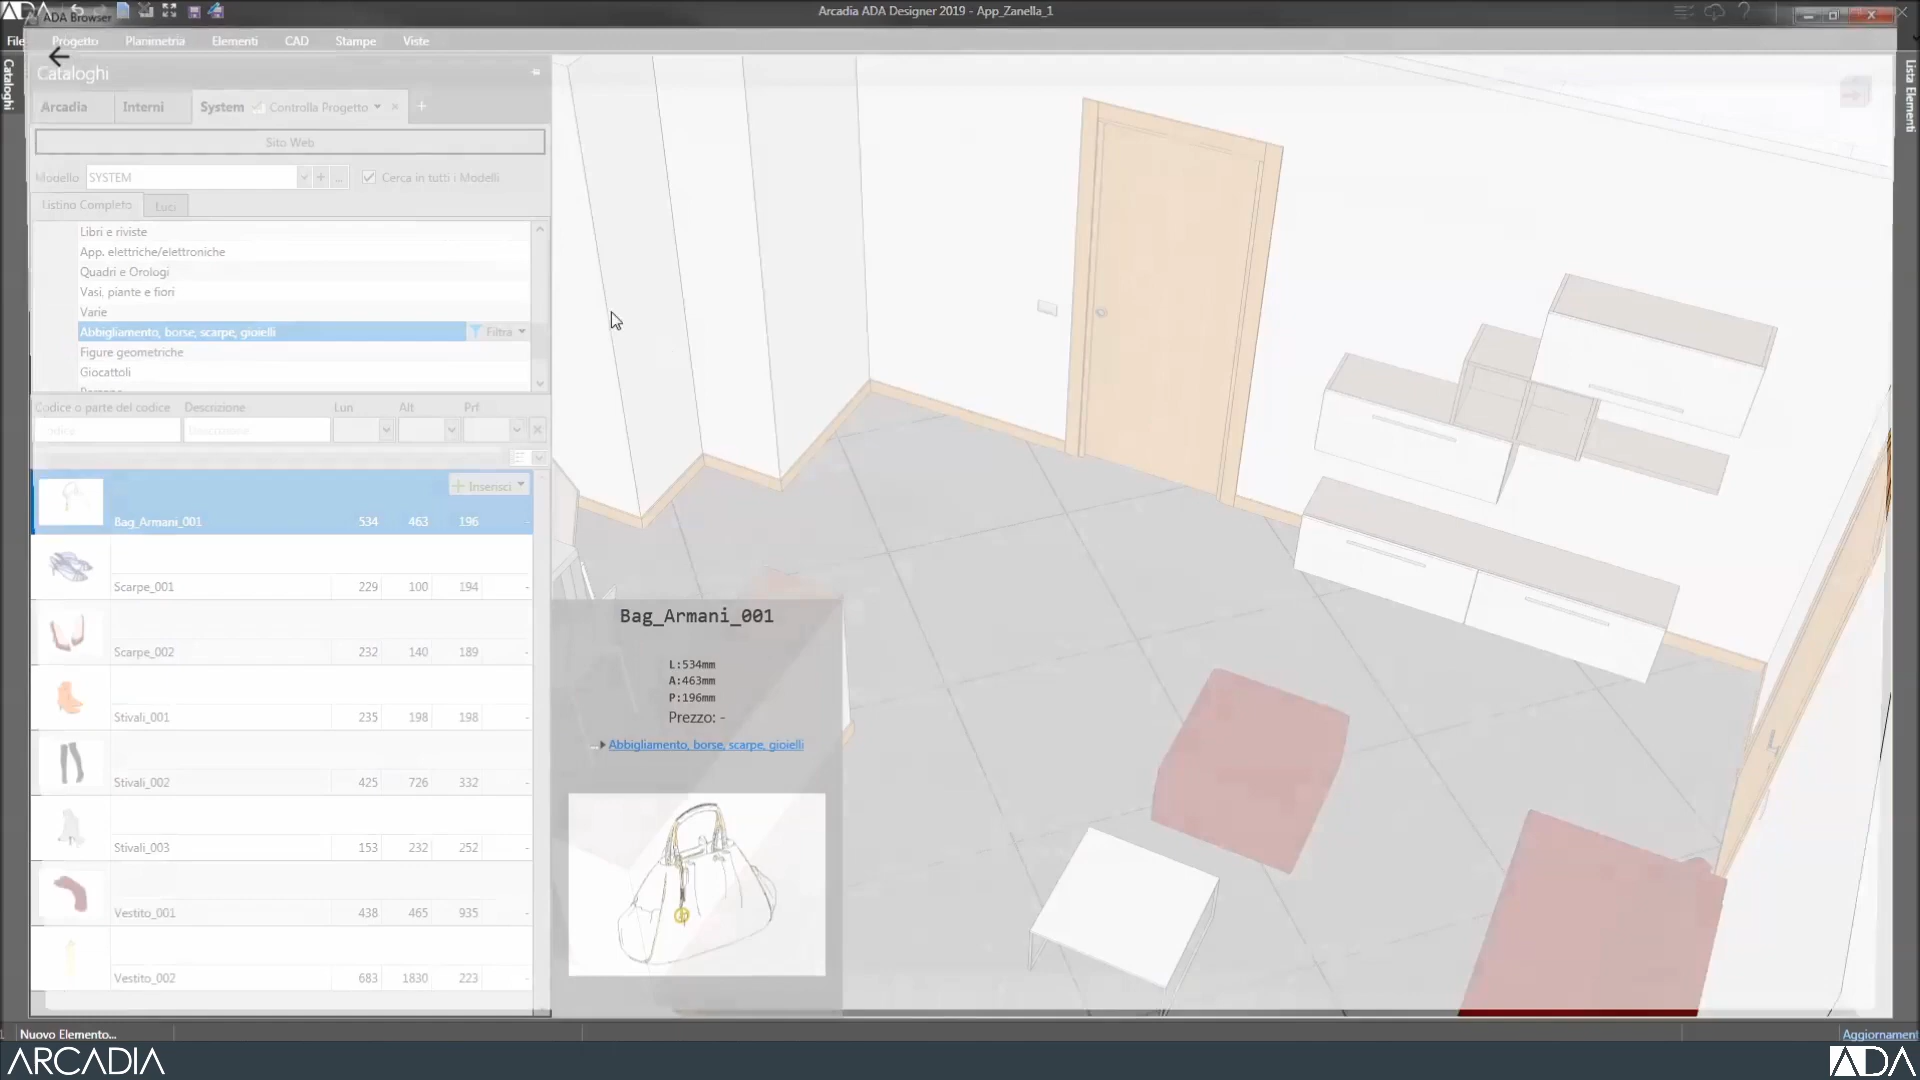 ADA Browser
Arcadia ADA Designer 2019 - App_Zanella_1
File
Progetto
Planimetria
Elementi
CAD
Stampe
Viste
Cataloghi
Cataloghi
Lista Elementi
Arcadia
Interni
System
Controlla Progetto
Sito Web
Modello
SYSTEM
Cerca in tutti i Modelli
Listino Completo
Luci
Libri e riviste
App. elettriche/elettroniche
Quadri e Orologi
Vasi, piante e fiori
Varie
Abbigliamento, borse, scarpe, gioielli
Filtra
Figure geometriche
Giocattoli
Codice o parte del codice
Descrizione
Lun
Alt
Prf
Codice
Descrizione
Inserisci
Bag_Armani_001 534 463 196 -
Scarpe_001 229 100 194 -
Scarpe_002 232 140 189 -
Stivali_001 235 198 198 -
Stivali_002 425 726 332 -
Stivali_003 153 232 252 -
Vestito_001 438 465 935 -
Vestito_002 683 1830 223 -
Bag_Armani_001
L:534mm
A:463mm
P:196mm
Prezzo: -
Abbigliamento, borse, scarpe, gioielli
Nuovo Elemento...
Aggiornament
ARCADIA
ADA